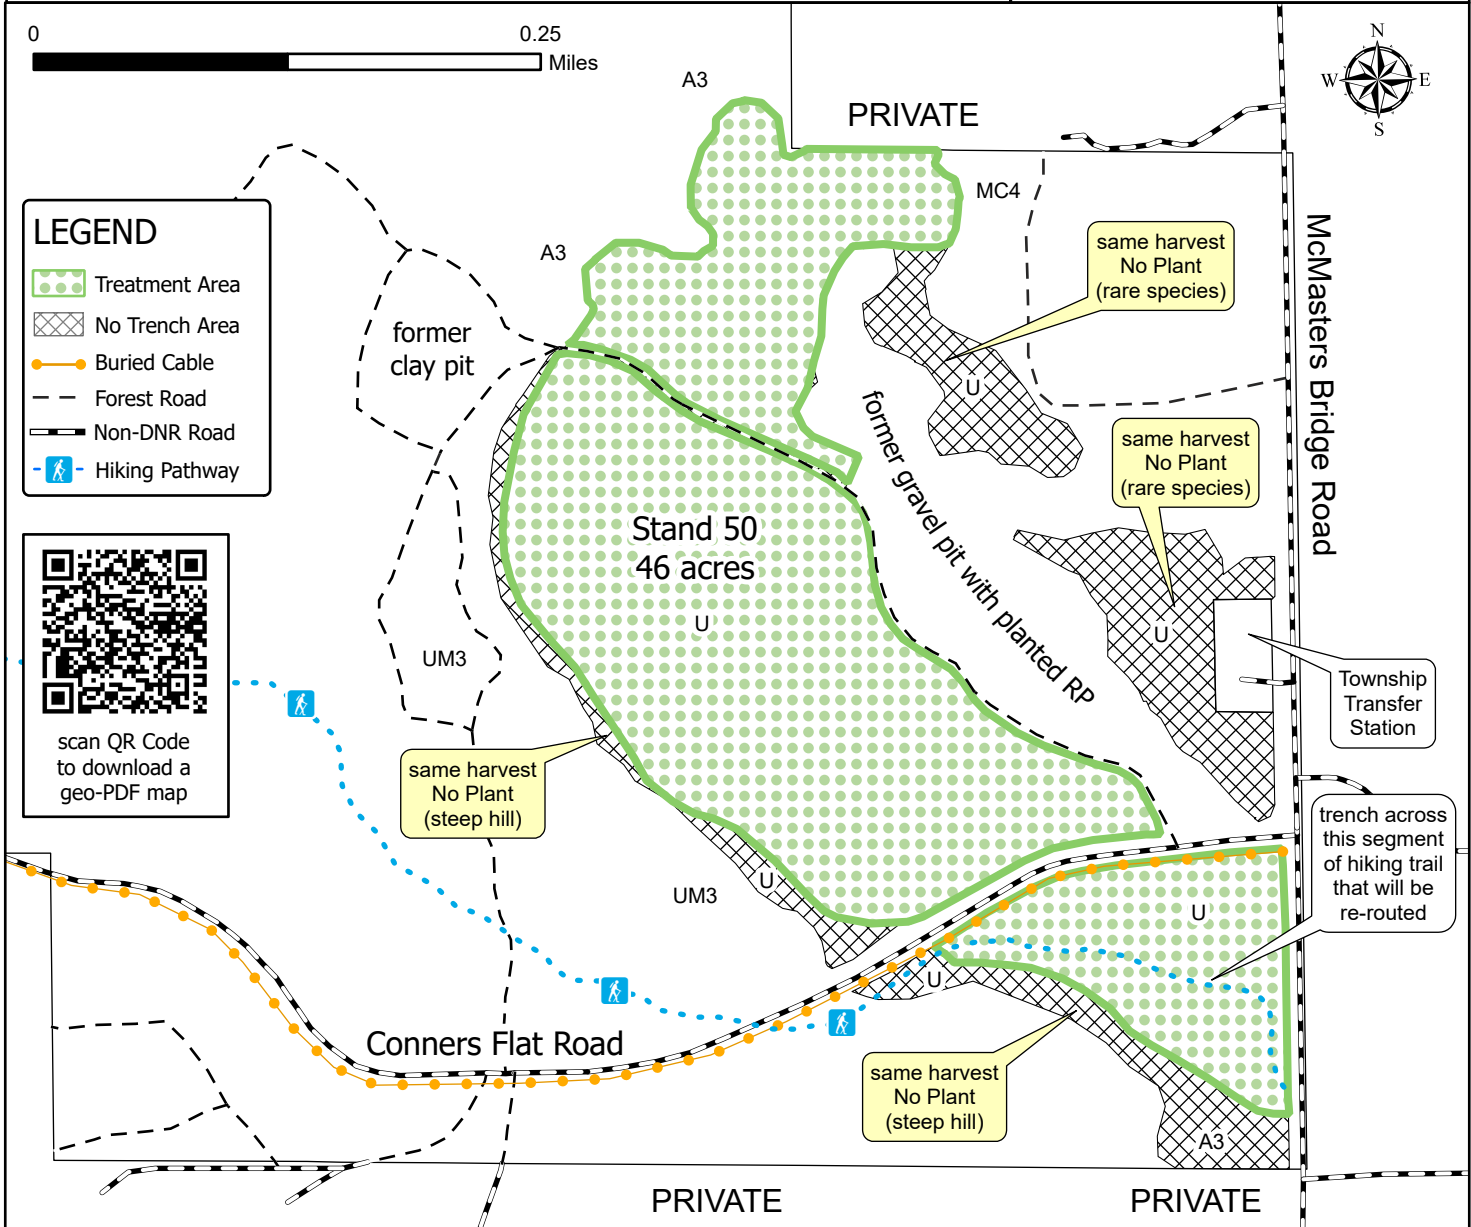 0
0.25
Miles
N
W
E
S
A3
PRIVATE
MC4
A3
LEGEND
Treatment Area
No Trench Area
Buried Cable
Forest Road
Non-DNR Road
Hiking Pathway
former
clay pit
same harvest
No Plant
(rare species)
McMasters Bridge Road
U
former gravel pit with planted RP
same harvest
No Plant
(rare species)
Stand 50
46 acres
U
U
UM3
Township
Transfer
Station
scan QR Code
to download a
geo-PDF map
same harvest
No Plant
(steep hill)
trench across
this segment
of hiking trail
that will be
re-routed
UM3
U
U
U
Conners Flat Road
same harvest
No Plant
(steep hill)
A3
PRIVATE
PRIVATE